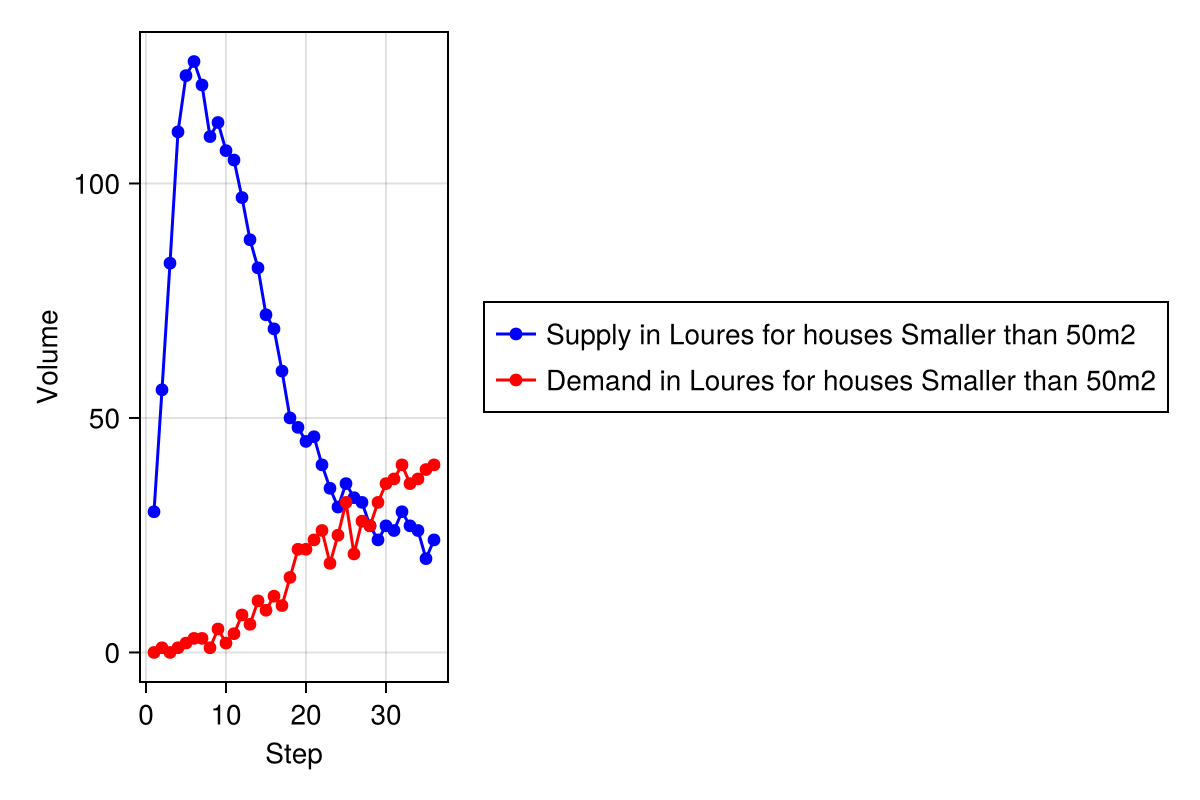 Volume
100
50
0
0 10 20 30
Step
Supply in Loures for houses Smaller than 50m2
Demand in Loures for houses Smaller than 50m2